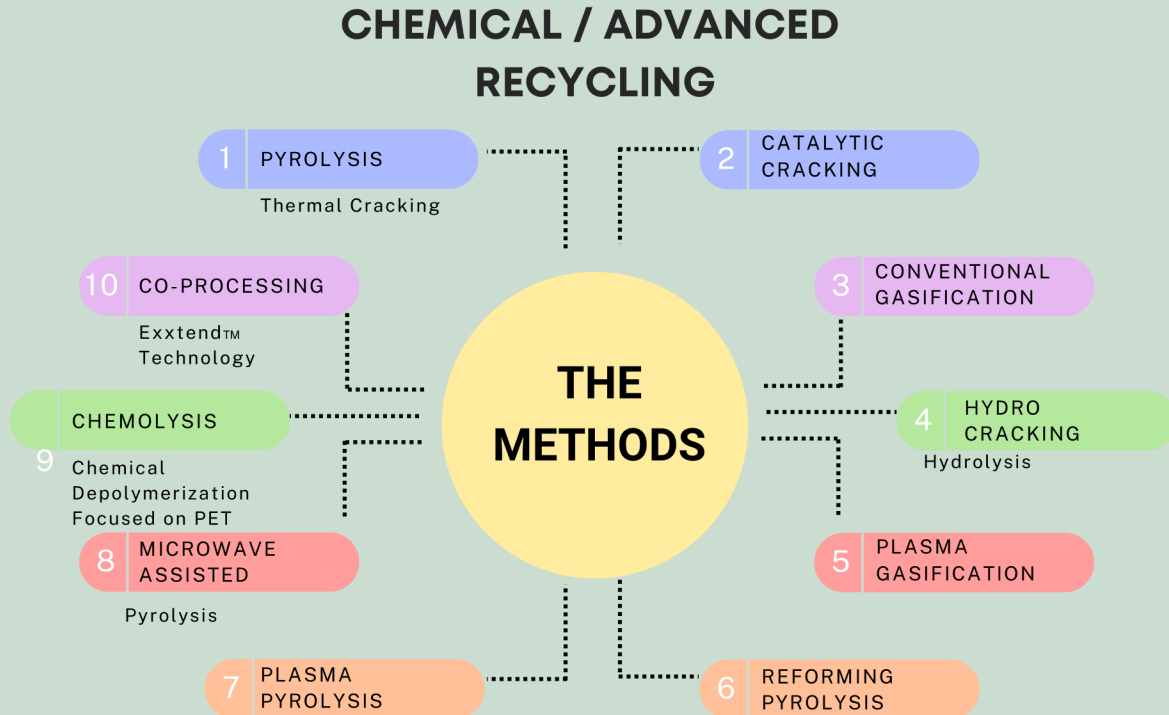 CHEMICAL / ADVANCED
RECYCLING
1 PYROLYSIS
Thermal Cracking
2 CATALYTIC
CRACKING
10 CO-PROCESSING
Exxtend™
Technology
3 CONVENTIONAL
GASIFICATION
THE
METHODS
CHEMOLYSIS
9
Chemical
Depolymerization
Focused on PET
4 HYDRO
CRACKING
Hydrolysis
8 MICROWAVE
ASSISTED
Pyrolysis
5 PLASMA
GASIFICATION
7 PLASMA
PYROLYSIS
6 REFORMING
PYROLYSIS